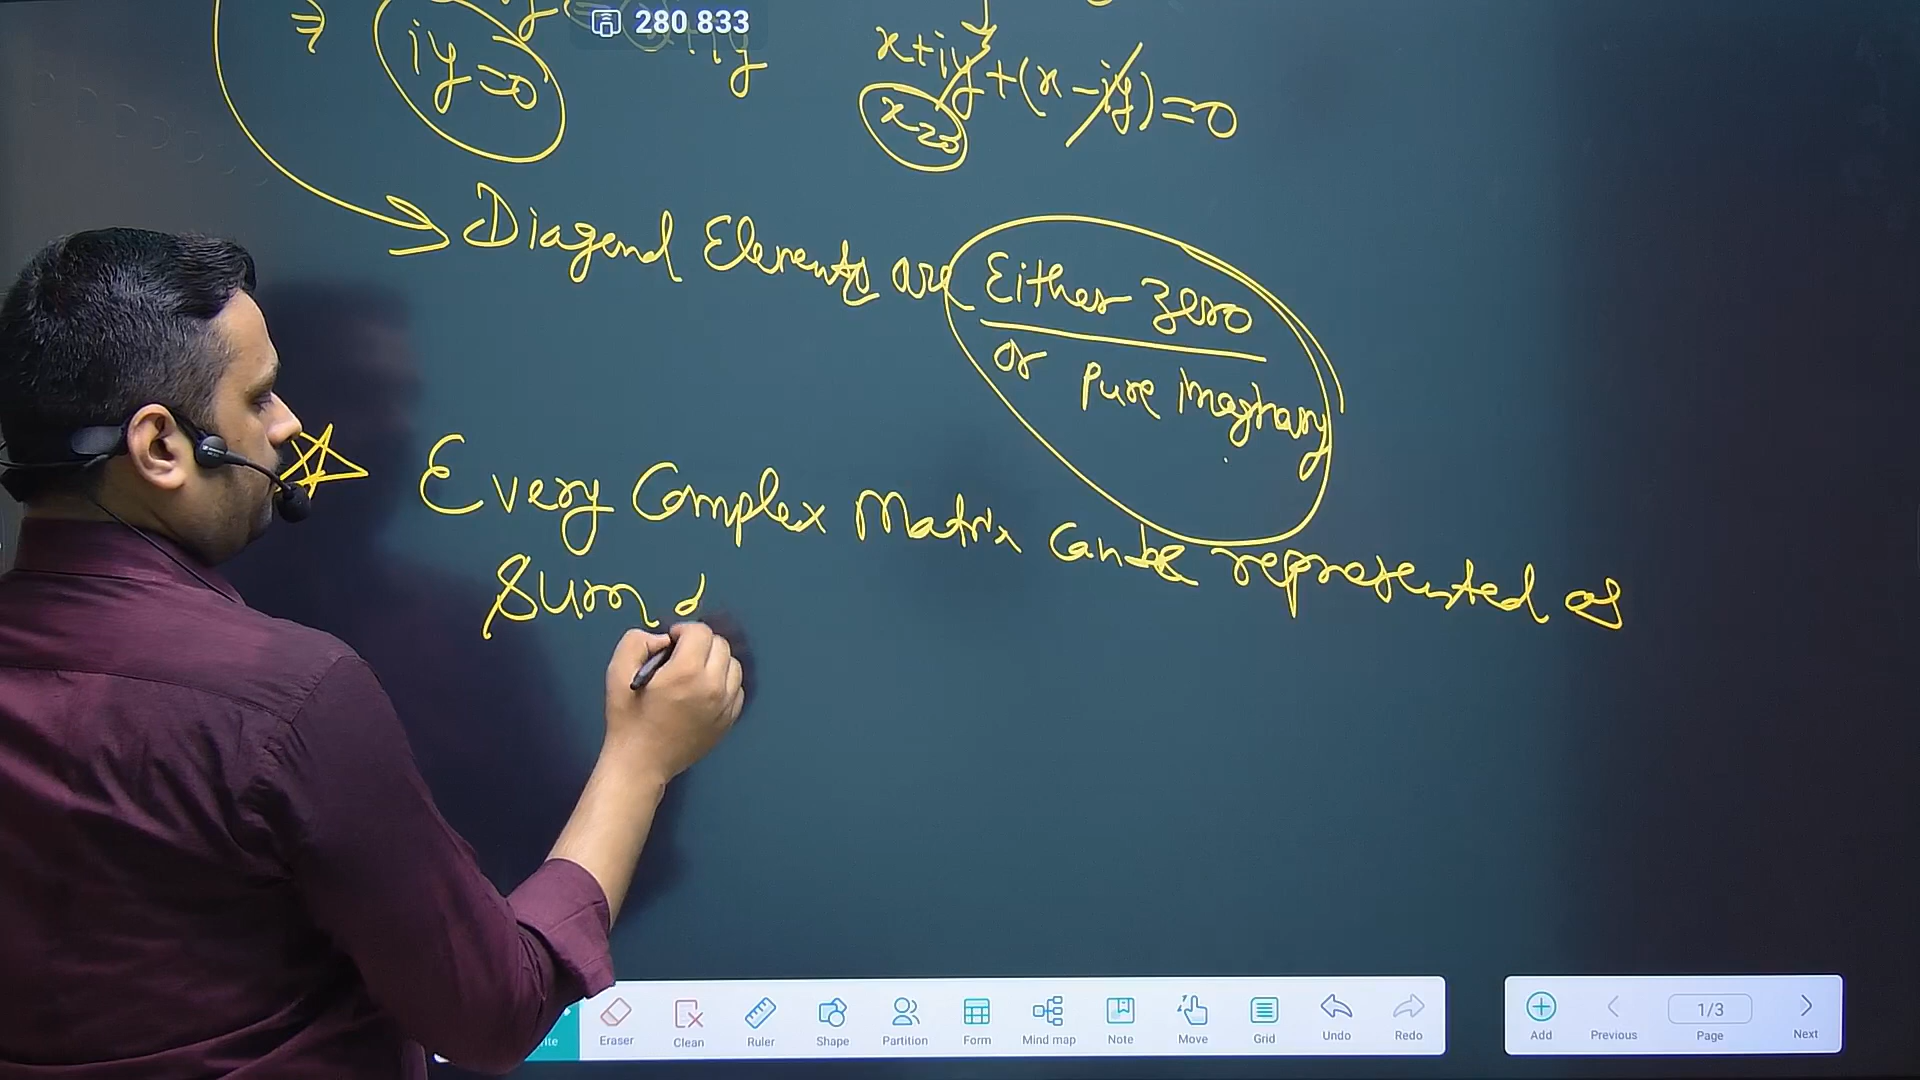 280 833
⇒ iy=0 +iy
x+iy+(x-iy)=0
x=0
→ Diagonal Elements are Either zero
or Pure imaginary
☆ Every Complex Matrix can be represented as
Sum o
Eraser Clean Ruler Shape Partition Form Mind map Note Move Grid Undo Redo Add Previous Page Next
1/3